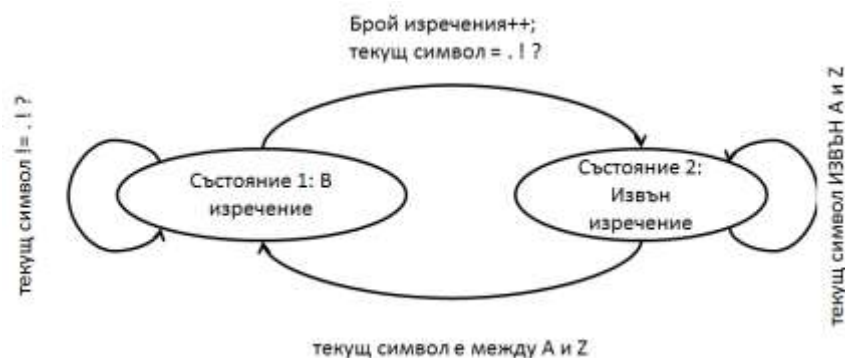 Брой изречения++;
текущ символ = . ! ?
текущ символ != . ! ?
Състояние 1: В
изречение
Състояние 2:
Извън
изречение
текущ символ ИЗВЪН A и Z
текущ символ е между A и Z